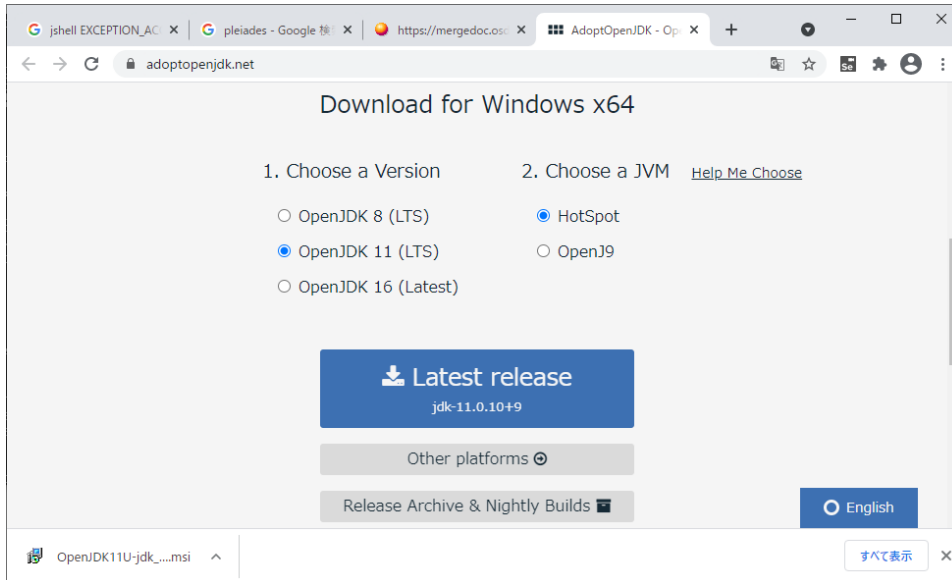 jshell EXCEPTION_AC
pleiades - Google 検
https://mergedoc.osd
AdoptOpenJDK - Op
adoptopenjdk.net
Download for Windows x64
1. Choose a Version
2. Choose a JVM
Help Me Choose
OpenJDK 8 (LTS)
HotSpot
OpenJDK 11 (LTS)
OpenJ9
OpenJDK 16 (Latest)
Latest release
jdk-11.0.10+9
Other platforms
Release Archive & Nightly Builds
English
OpenJDK11U-jdk_....msi
すべて表示